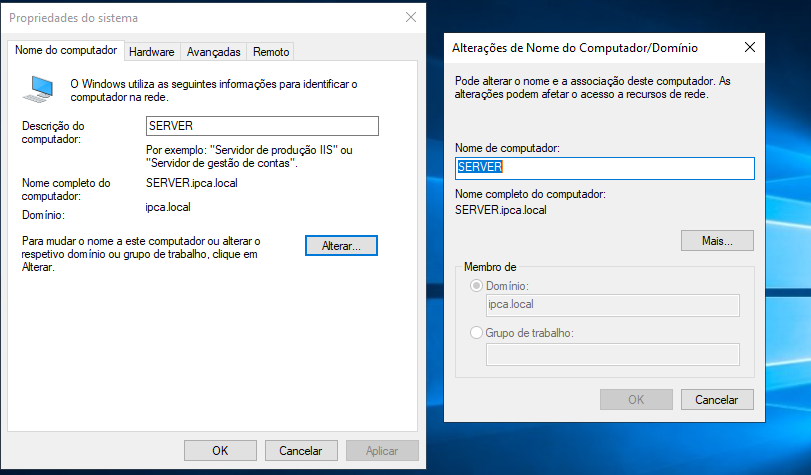 Propriedades do sistema
Nome do computador
Hardware
Avançadas
Remoto
O Windows utiliza as seguintes informações para identificar o
computador na rede.
Descrição do
computador:
SERVER
Por exemplo: "Servidor de produção IIS" ou
"Servidor de gestão de contas".
Nome completo do
computador:
SERVER.ipca.local
Domínio:
ipca.local
Para mudar o nome a este computador ou alterar o
respetivo domínio ou grupo de trabalho, clique em
Alterar.
Alterar...
OK
Cancelar
Aplicar
Alterações de Nome do Computador/Domínio
Pode alterar o nome e a associação deste computador. As
alterações podem afetar o acesso a recursos de rede.
Nome de computador:
SERVER
Nome completo do computador:
SERVER.ipca.local
Mais...
Membro de
Domínio:
ipca.local
Grupo de trabalho:
OK
Cancelar